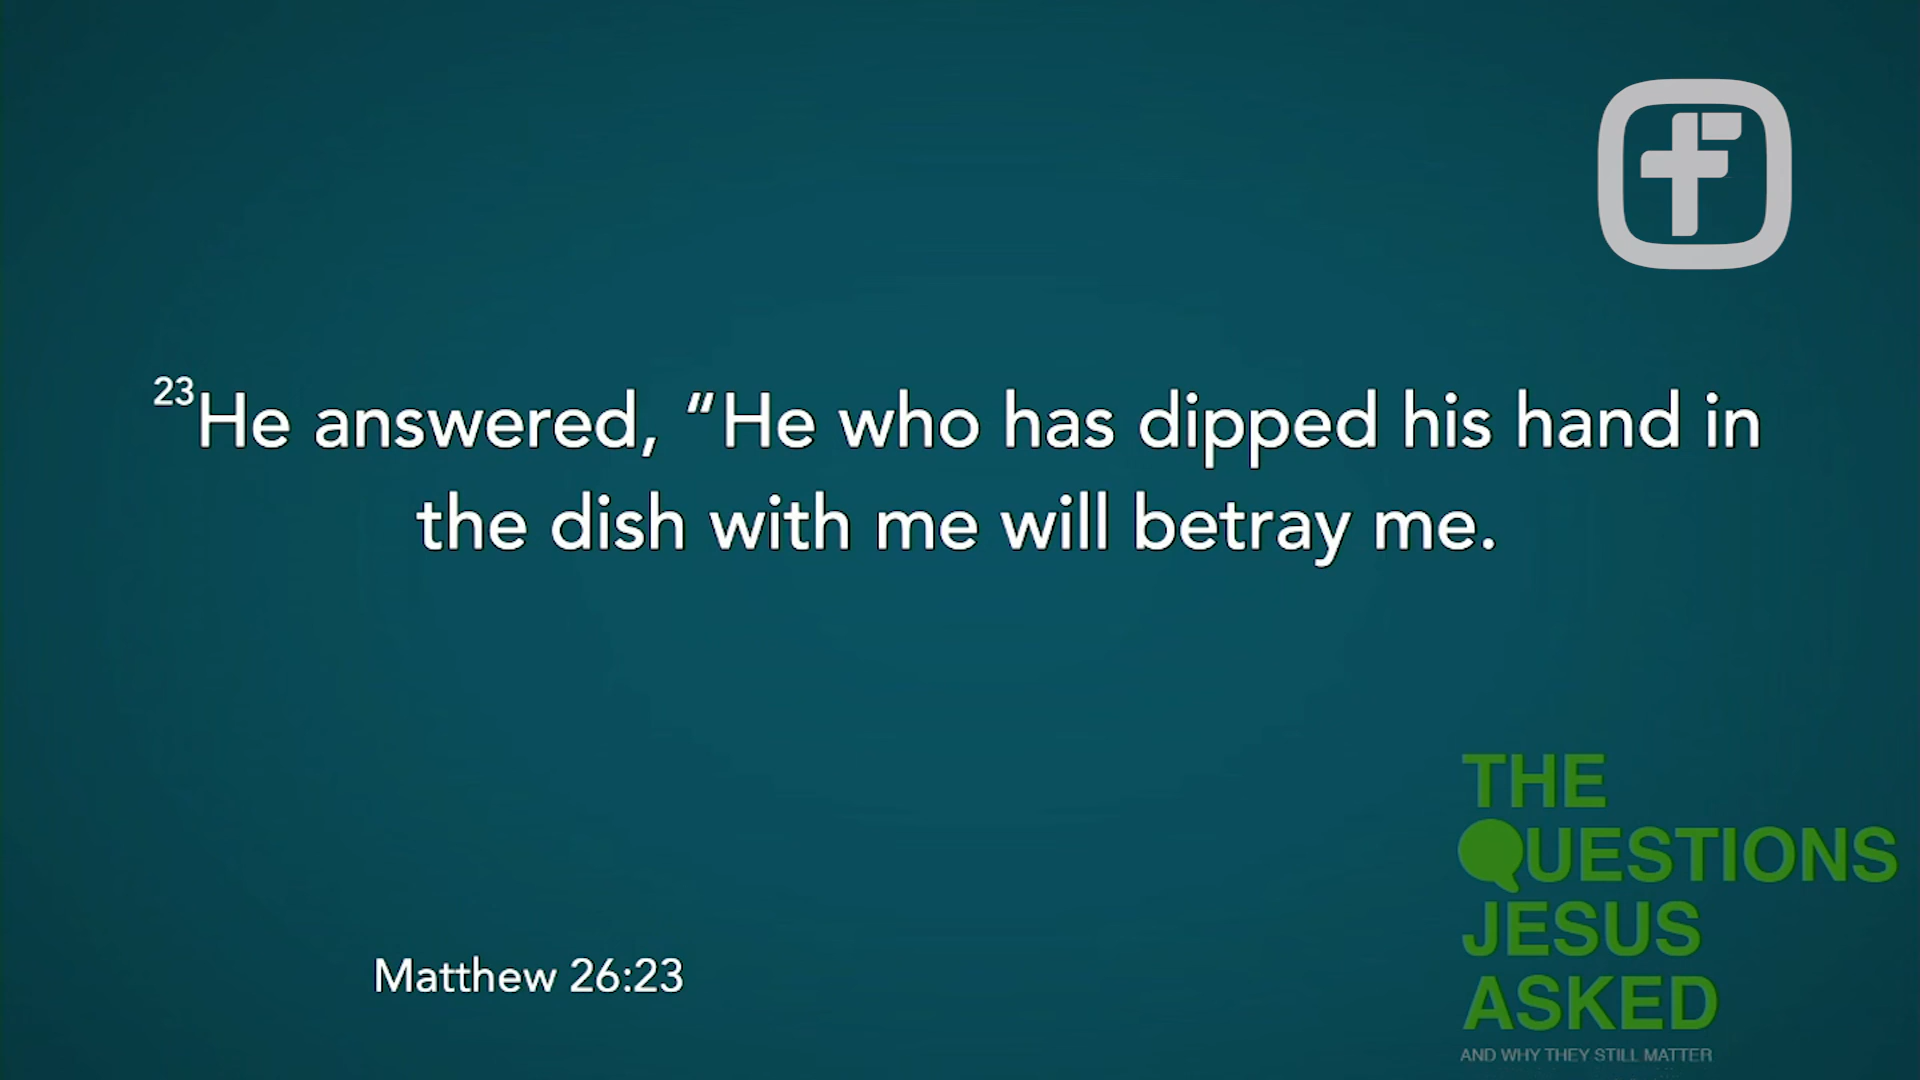 23He answered, “He who has dipped his hand in
the dish with me will betray me.
Matthew 26:23
THE
QUESTIONS
JESUS
ASKED
AND WHY THEY STILL MATTER